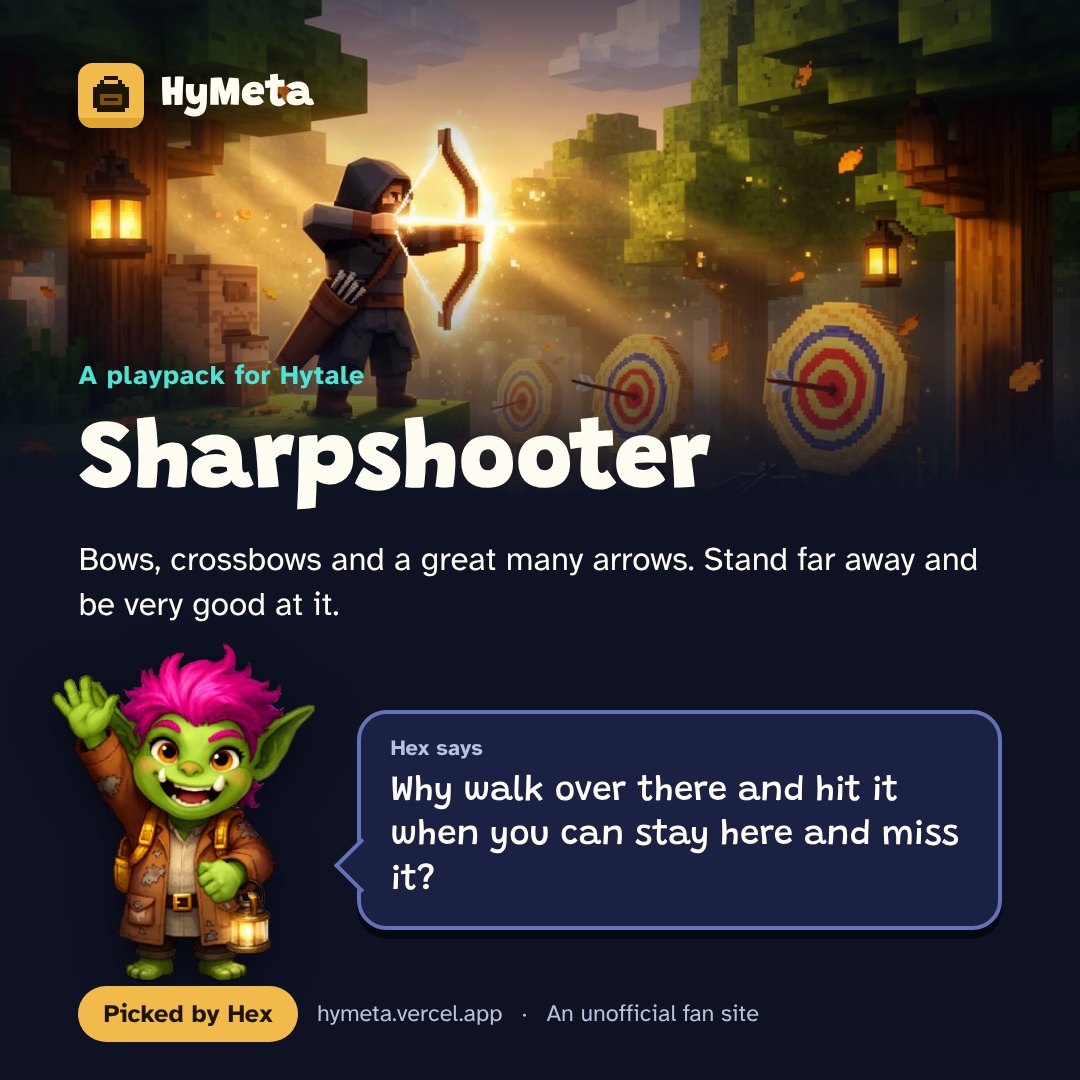 HyMeta
A playpack for Hytale
Sharpshooter
Bows, crossbows and a great many arrows. Stand far away and
be very good at it.
Hex says
Why walk over there and hit it
when you can stay here and miss
it?
Picked by Hex
hymeta.vercel.app · An unofficial fan site